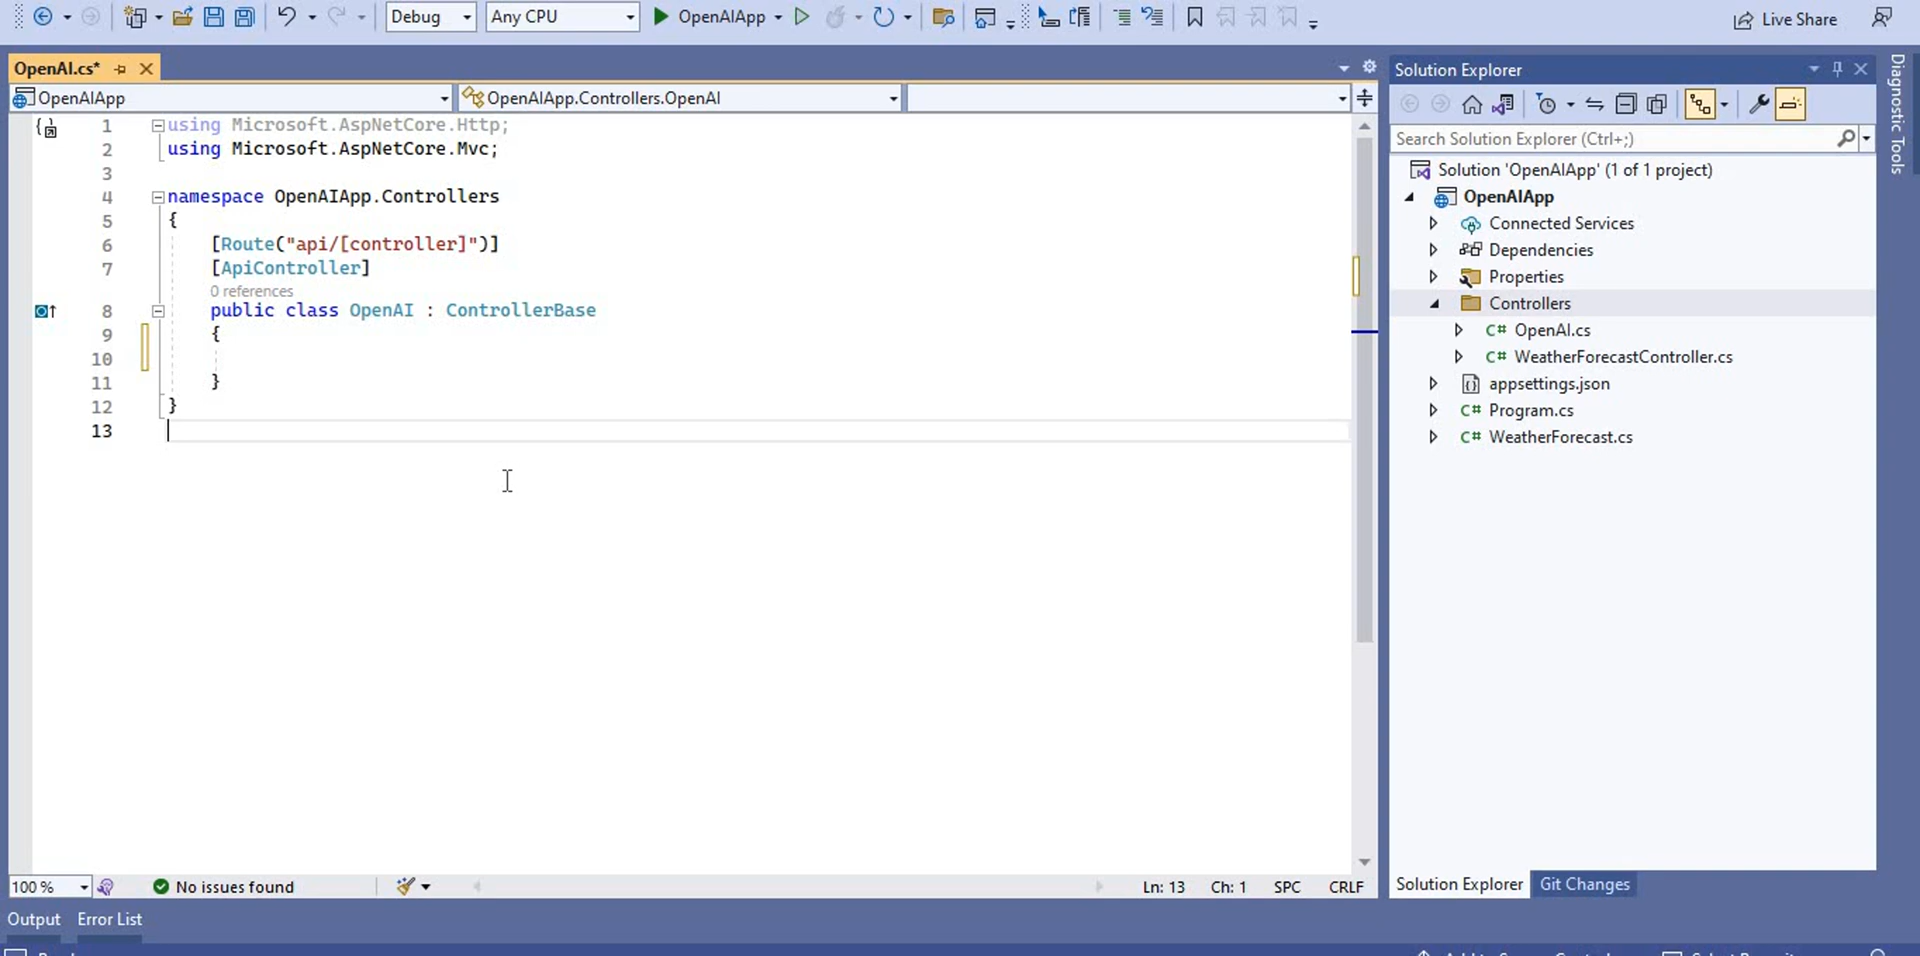 Debug
Any CPU
OpenAIApp
Live Share
OpenAI.cs*
OpenAIApp
OpenAIApp.Controllers.OpenAI
1 using Microsoft.AspNetCore.Http;
2 using Microsoft.AspNetCore.Mvc;
3
4 namespace OpenAIApp.Controllers
5 {
6 [Route("api/[controller]")]
7 [ApiController]
0 references
8 public class OpenAI : ControllerBase
9 {
10
11 }
12 }
13
100 %
No issues found
Ln: 13
Ch: 1
SPC
CRLF
Output
Error List
Solution Explorer
Search Solution Explorer (Ctrl+;)
Solution 'OpenAIApp' (1 of 1 project)
OpenAIApp
Connected Services
Dependencies
Properties
Controllers
C# OpenAI.cs
C# WeatherForecastController.cs
appsettings.json
C# Program.cs
C# WeatherForecast.cs
Solution Explorer
Git Changes
Diagnostic Tools